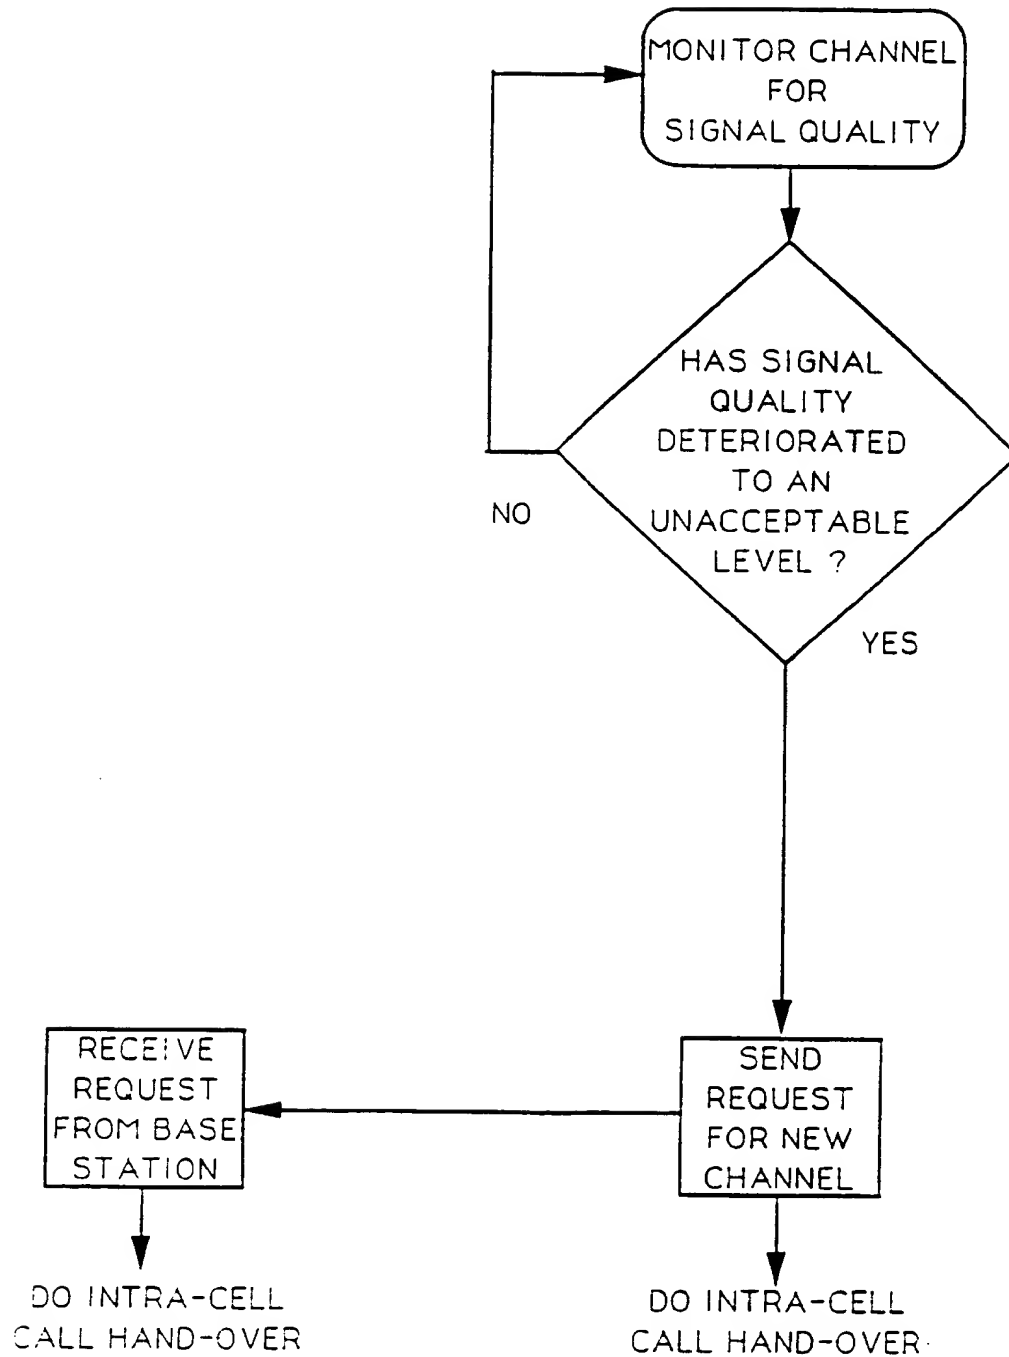 MONITOR CHANNEL
FOR
SIGNAL QUALITY
HAS SIGNAL
QUALITY
DETERIORATED
TO AN
UNACCEPTABLE
LEVEL ?
NO
YES
RECEIVE
REQUEST
FROM BASE
STATION
SEND
REQUEST
FOR NEW
CHANNEL
DO INTRA-CELL
CALL HAND-OVER
DO INTRA-CELL
CALL HAND-OVER